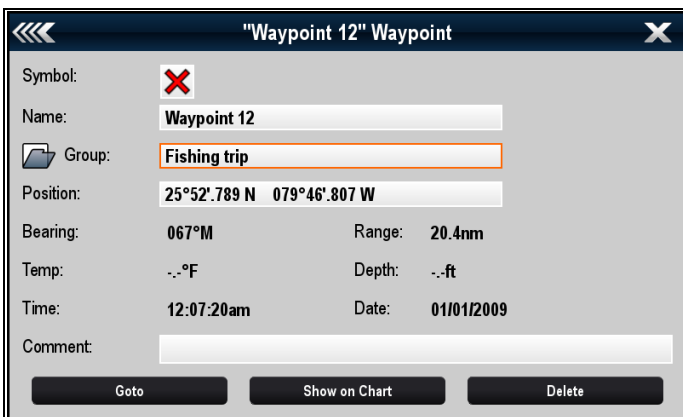 "Waypoint 12" Waypoint
Symbol:
Name: Waypoint 12
Group: Fishing trip
Position: 25°52'.789 N 079°46'.807 W
Bearing: 067°M Range: 20.4nm
Temp: -.-°F Depth: -.-ft
Time: 12:07:20am Date: 01/01/2009
Comment:
Goto Show on Chart Delete